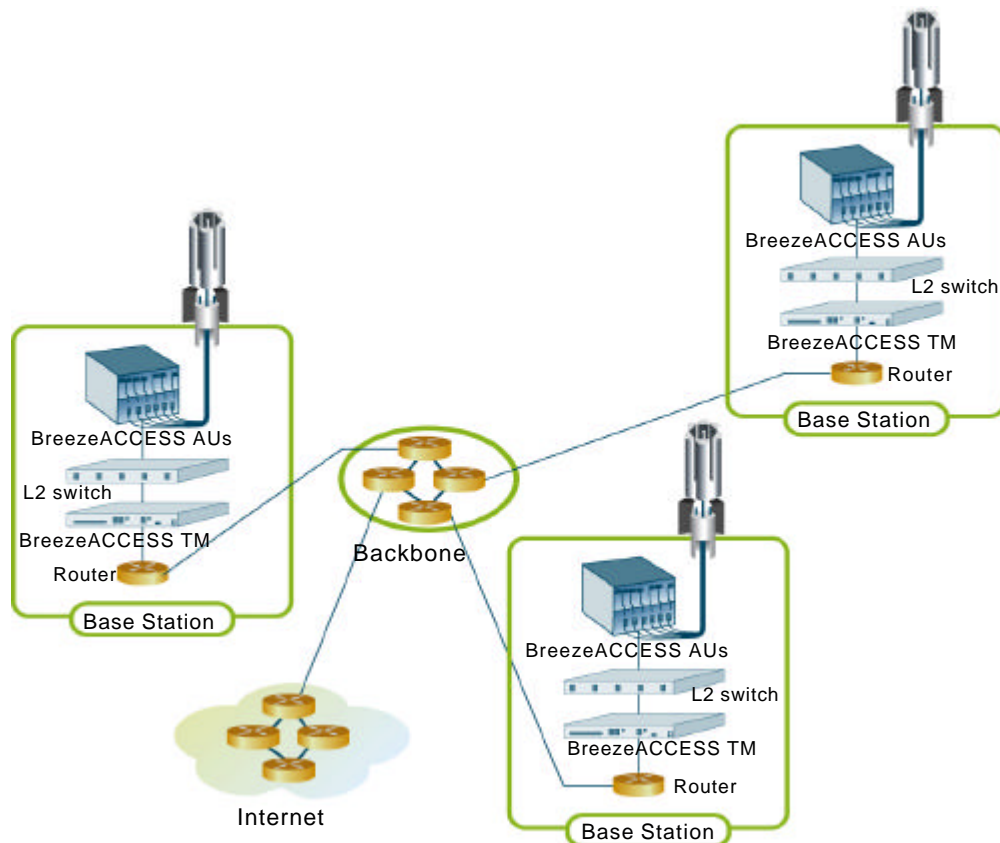 BreezeACCESS AUs
L2 switch
BreezeACCESS TM
Router
Base Station
BreezeACCESS AUs
L2 switch
BreezeACCESS TM
Router
Base Station
Backbone
BreezeACCESS AUs
L2 switch
BreezeACCESS TM
Router
Base Station
Internet